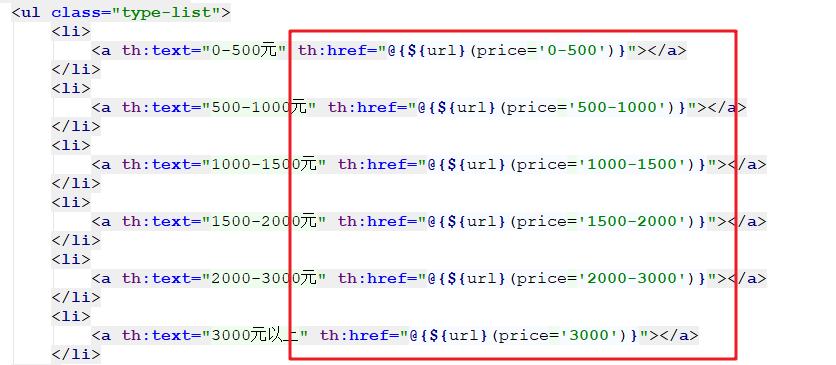 <ul class="type-list">
<li>
<a th:text="0-500元" th:href="@{${url}(price='0-500')}"></a>
</li>
<li>
<a th:text="500-1000元" th:href="@{${url}(price='500-1000')}"></a>
</li>
<li>
<a th:text="1000-1500元" th:href="@{${url}(price='1000-1500')}"></a>
</li>
<li>
<a th:text="1500-2000元" th:href="@{${url}(price='1500-2000')}"></a>
</li>
<li>
<a th:text="2000-3000元" th:href="@{${url}(price='2000-3000')}"></a>
</li>
<li>
<a th:text="3000元以上" th:href="@{${url}(price='3000')}"></a>
</li>